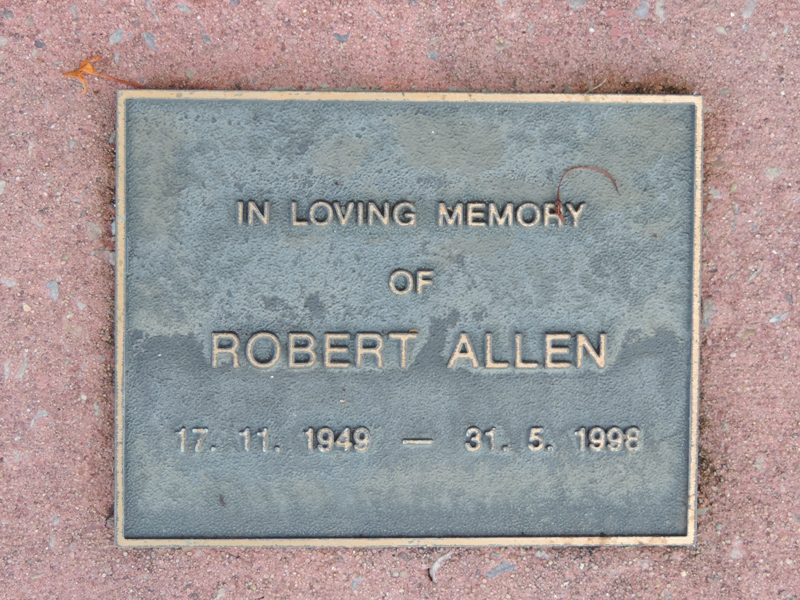 IN LOVING MEMORY
OF
ROBERT ALLEN
17. 11. 1949 — 31. 5. 1998